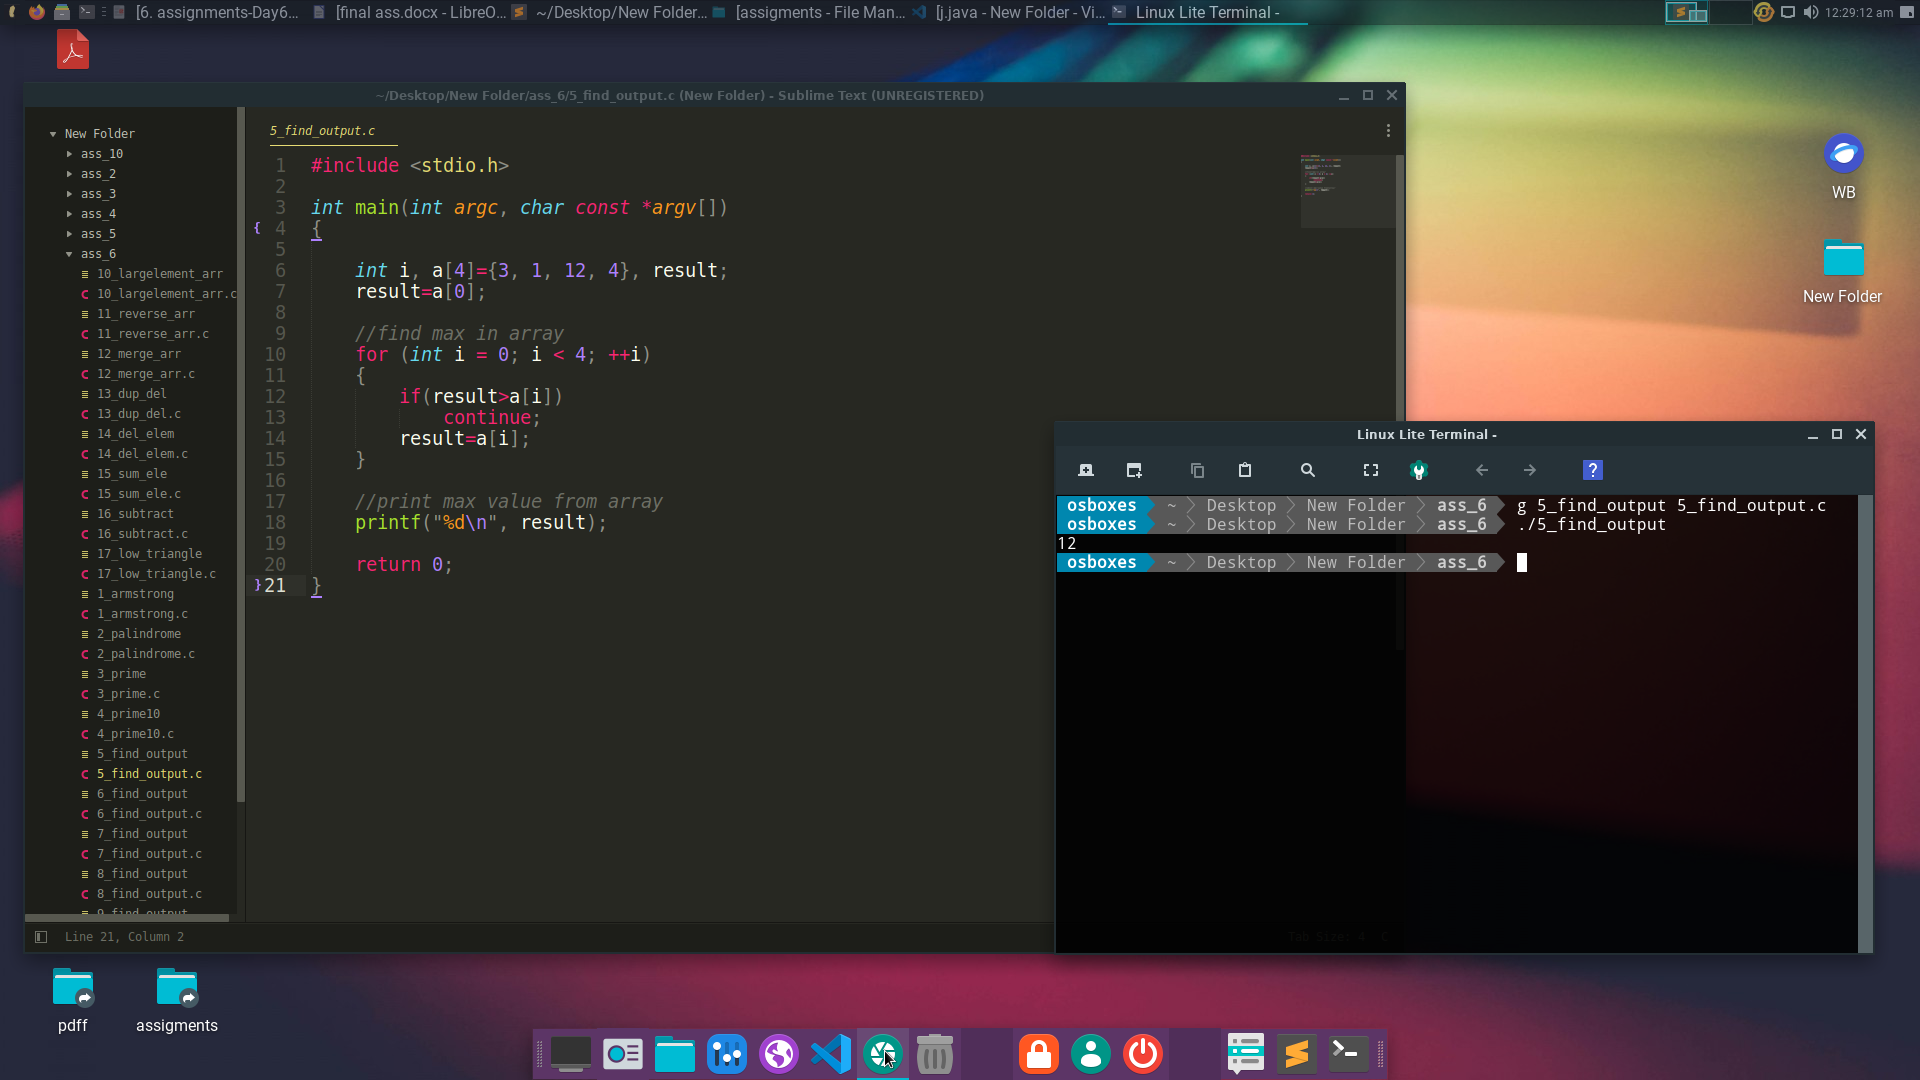 [6. assignments-Day6...
[final ass.docx - LibreO...
~/Desktop/New Folder...
[assigments - File Man...
[j.java - New Folder - Vi...
Linux Lite Terminal -
12:29:12 am
~/Desktop/New Folder/ass_6/5_find_output.c (New Folder) - Sublime Text (UNREGISTERED)
New Folder
ass_10
ass_2
ass_3
ass_4
ass_5
ass_6
10_largelement_arr
10_largelement_arr.c
11_reverse_arr
11_reverse_arr.c
12_merge_arr
12_merge_arr.c
13_dup_del
13_dup_del.c
14_del_elem
14_del_elem.c
15_sum_ele
15_sum_ele.c
16_subtract
16_subtract.c
17_low_triangle
17_low_triangle.c
1_armstrong
1_armstrong.c
2_palindrome
2_palindrome.c
3_prime
3_prime.c
4_prime10
4_prime10.c
5_find_output
5_find_output.c
6_find_output
6_find_output.c
7_find_output
7_find_output.c
8_find_output
8_find_output.c
9_find_output
5_find_output.c
1 #include <stdio.h>
2
3 int main(int argc, char const *argv[])
{ 4 {
5
6 int i, a[4]={3, 1, 12, 4}, result;
7 result=a[0];
8
9 //find max in array
10 for (int i = 0; i < 4; ++i)
11 {
12 if(result>a[i])
13 continue;
14 result=a[i];
15 }
16
17 //print max value from array
18 printf("%d\n", result);
19
20 return 0;
} 21 }
Line 21, Column 2
Tab Size: 4 C
Linux Lite Terminal -
?
osboxes ~ Desktop New Folder ass_6 g 5_find_output 5_find_output.c
osboxes ~ Desktop New Folder ass_6 ./5_find_output
12
osboxes ~ Desktop New Folder ass_6
WB
New Folder
pdff
assigments